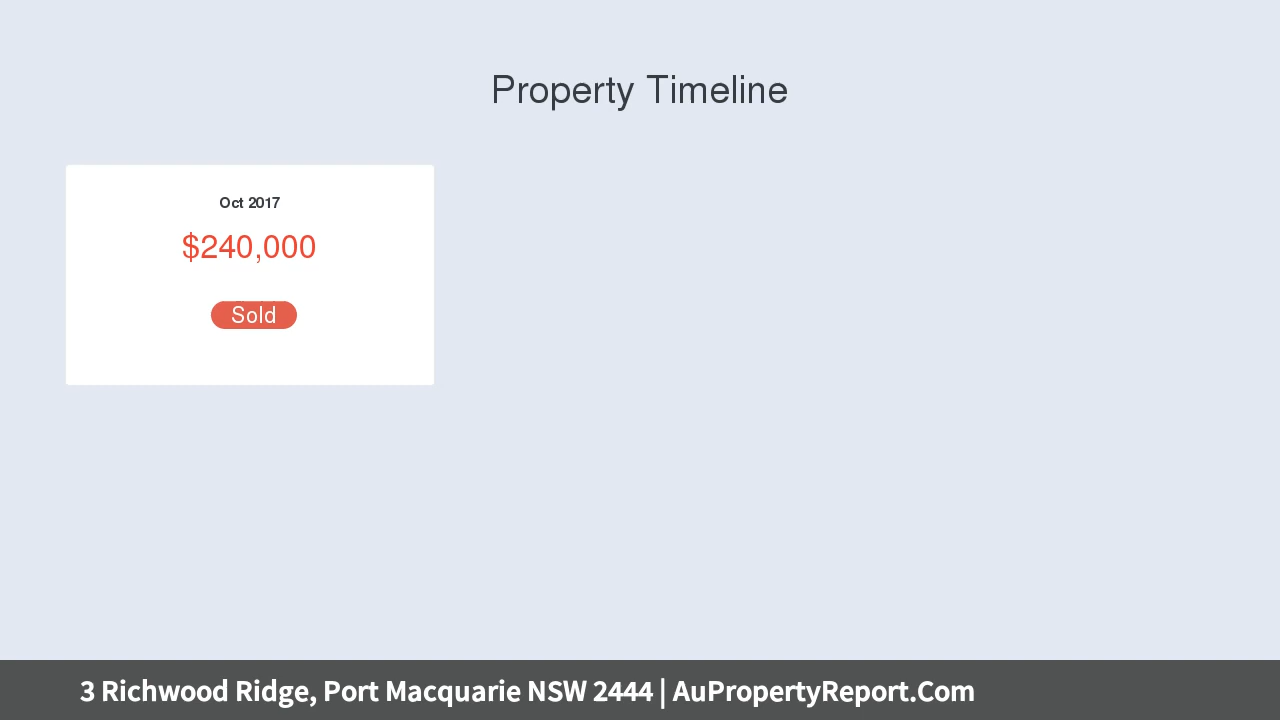 Property Timeline
Oct 2017
$240,000
Sold
3 Richwood Ridge, Port Macquarie NSW 2444 | AuPropertyReport.Com